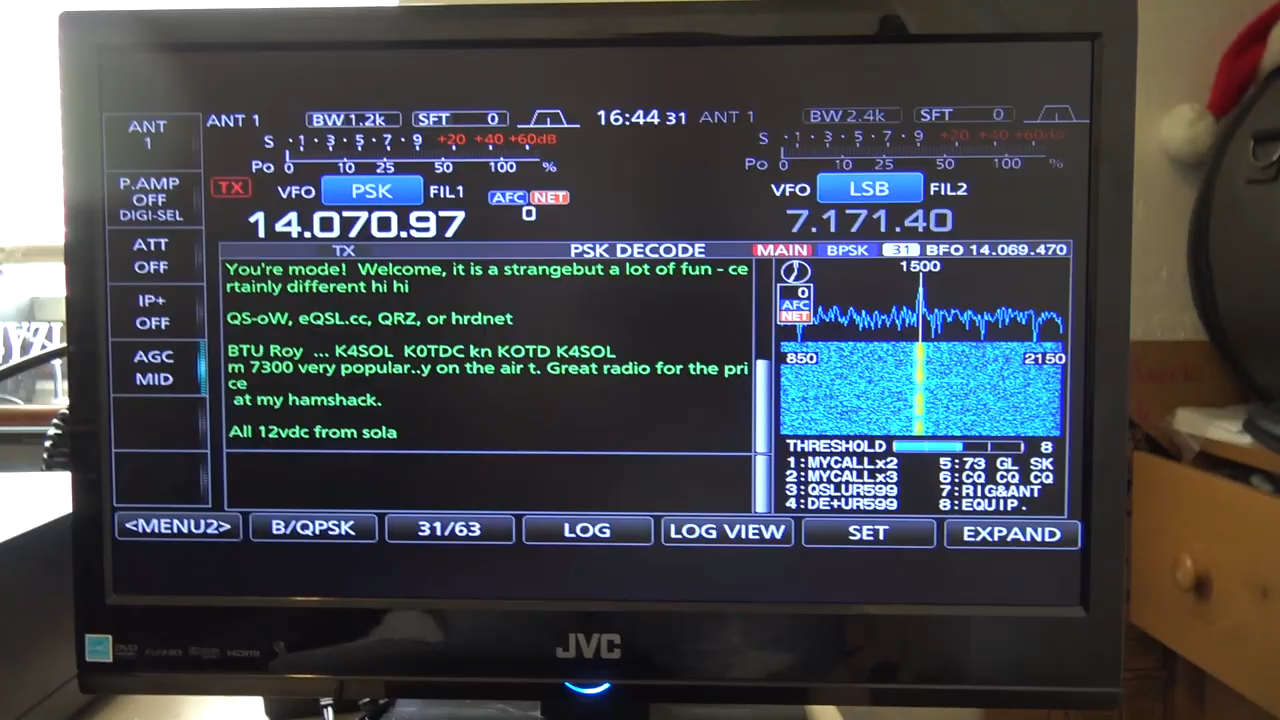 ANT 1
P.AMP OFF DIGI-SEL
ATT OFF
IP+ OFF
AGC MID
ANT 1 BW 1.2k SFT 0 16:44 31 ANT 1 BW 2.4k SFT 0
S 1 3 5 7 9 +20 +40 +60dB S 1 3 5 7 9 +20 +40 +60dB
Po 0 10 25 50 100 % Po 0 10 25 50 100 %
TX VFO PSK FIL1 AFC NET 0 VFO LSB FIL2
14.070.97 7.171.40
TX PSK DECODE MAIN BPSK 31 BFO 14.069.470
You're mode! Welcome, it is a strangebut a lot of fun - ce
rtainly different hi hi
QS-oW, eQSL.cc, QRZ, or hrdnet
BTU Roy ... K4SOL K0TDC kn KOTD K4SOL
m 7300 very popular..y on the air t. Great radio for the pri
ce
at my hamshack.
All 12vdc from sola
1500
0
AFC
NET
850 2150
THRESHOLD 8
1:MYCALLx2 5:73 GL SK
2:MYCALLx3 6:CQ CQ CQ
3:QSLUR599 7:RIG&ANT
4:DE+UR599 8:EQUIP.
<MENU2> B/QPSK 31/63 LOG LOG VIEW SET EXPAND
JVC
HDMI